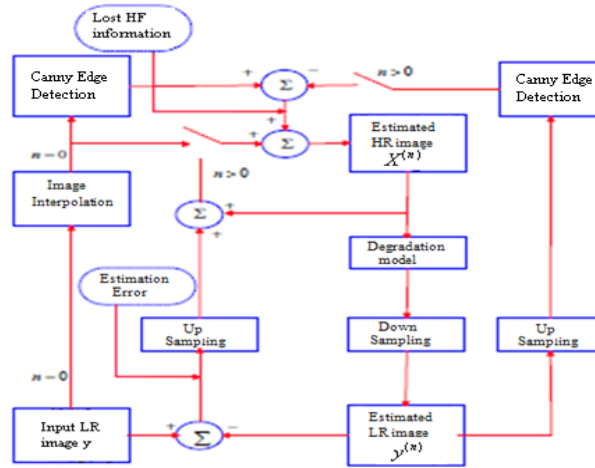 Lost HF
information
Canny Edge
Detection
+
Σ
−
n>0
Canny Edge
Detection
+
n=0
+
Σ
Estimated
HR image
X(n)
n>0
Image
Interpolation
Σ
+
+
Degradation
model
Estimation
Error
Up
Sampling
Down
Sampling
Up
Sampling
n=0
Input LR
image y
+
Σ
−
Estimated
LR image
y(n)